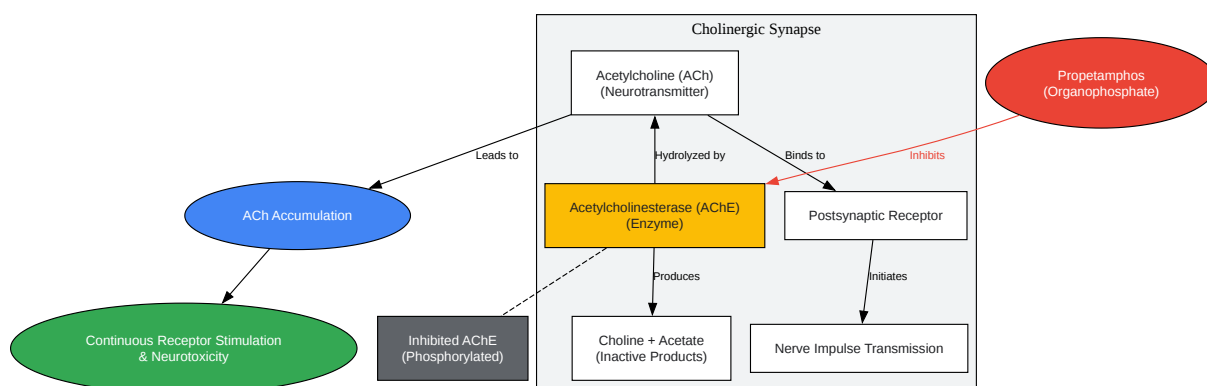 Cholinergic Synapse
Acetylcholine (ACh)
(Neurotransmitter)
Propetamphos
(Organophosphate)
Leads to
Hydrolyzed by
Binds to
Inhibits
ACh Accumulation
Acetylcholinesterase (AChE)
(Enzyme)
Postsynaptic Receptor
Produces
Initiates
Continuous Receptor Stimulation
& Neurotoxicity
Inhibited AChE
(Phosphorylated)
Choline + Acetate
(Inactive Products)
Nerve Impulse Transmission